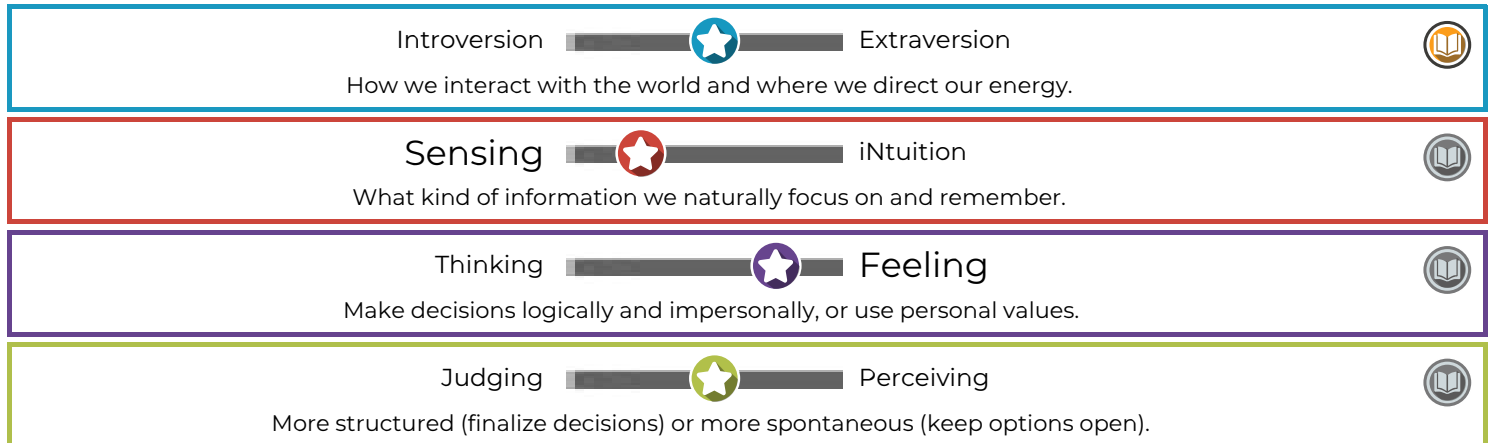 Introversion Extraversion
How we interact with the world and where we direct our energy.
Sensing iNtuition
What kind of information we naturally focus on and remember.
Thinking Feeling
Make decisions logically and impersonally, or use personal values.
Judging Perceiving
More structured (finalize decisions) or more spontaneous (keep options open).